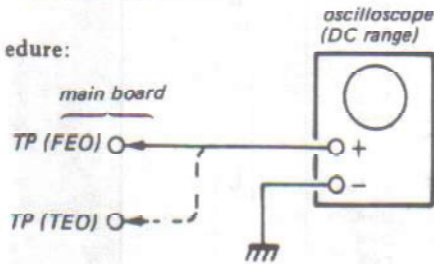 oscilloscope
(DC range)
edure:
main board
TP (FEO)
+
−
TP (TEO)